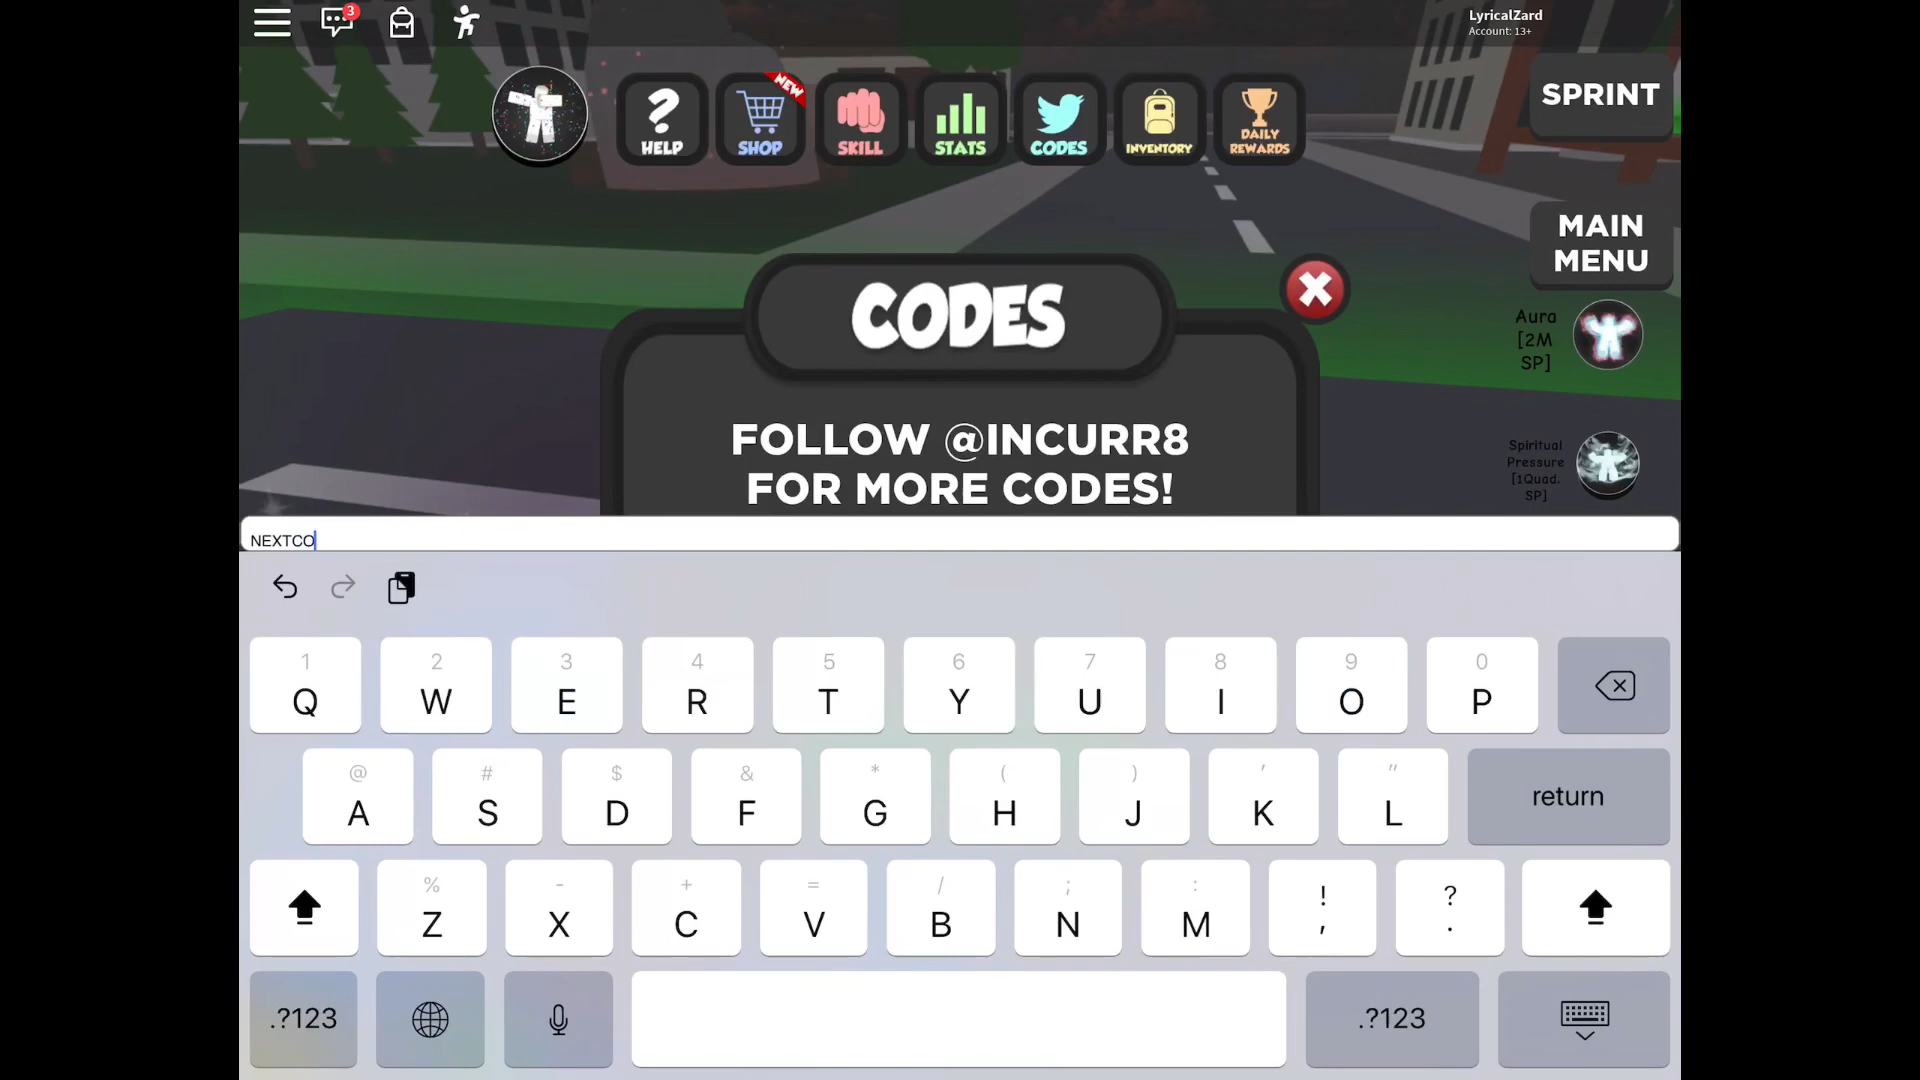 3
LyricalZard
Account: 13+
NEW
HELP
SHOP
SKILL
STATS
CODES
INVENTORY
DAILY
REWARDS
SPRINT
MAIN
MENU
CODES
Aura
[2M
SP]
FOLLOW @INCURR8
FOR MORE CODES!
Spiritual
Pressure
[1Quad.
SP]
NEXTCO
1 2 3 4 5 6 7 8 9 0
Q W E R T Y U I O P
@ # $ & * ( ) ' "
A S D F G H J K L return
% - + = / ; : ! ?
Z X C V B N M , .
.?123 .?123